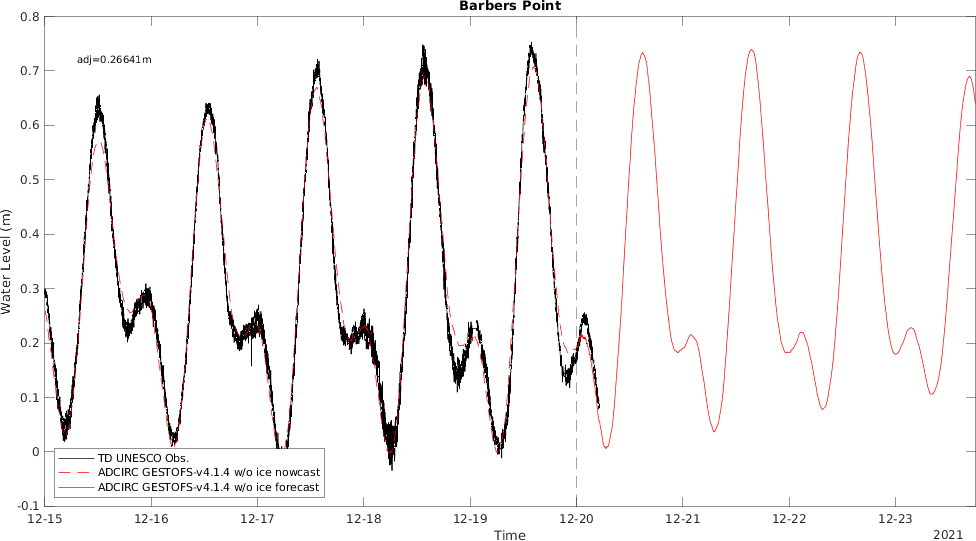 Barbers Point
0.8
0.7
0.6
0.5
0.4
0.3
0.2
0.1
0
-0.1
Water Level (m)
adj=0.26641m
TD UNESCO Obs.
ADCIRC GESTOFS-v4.1.4 w/o ice nowcast
ADCIRC GESTOFS-v4.1.4 w/o ice forecast
12-15 12-16 12-17 12-18 12-19 12-20 12-21 12-22 12-23
Time
2021